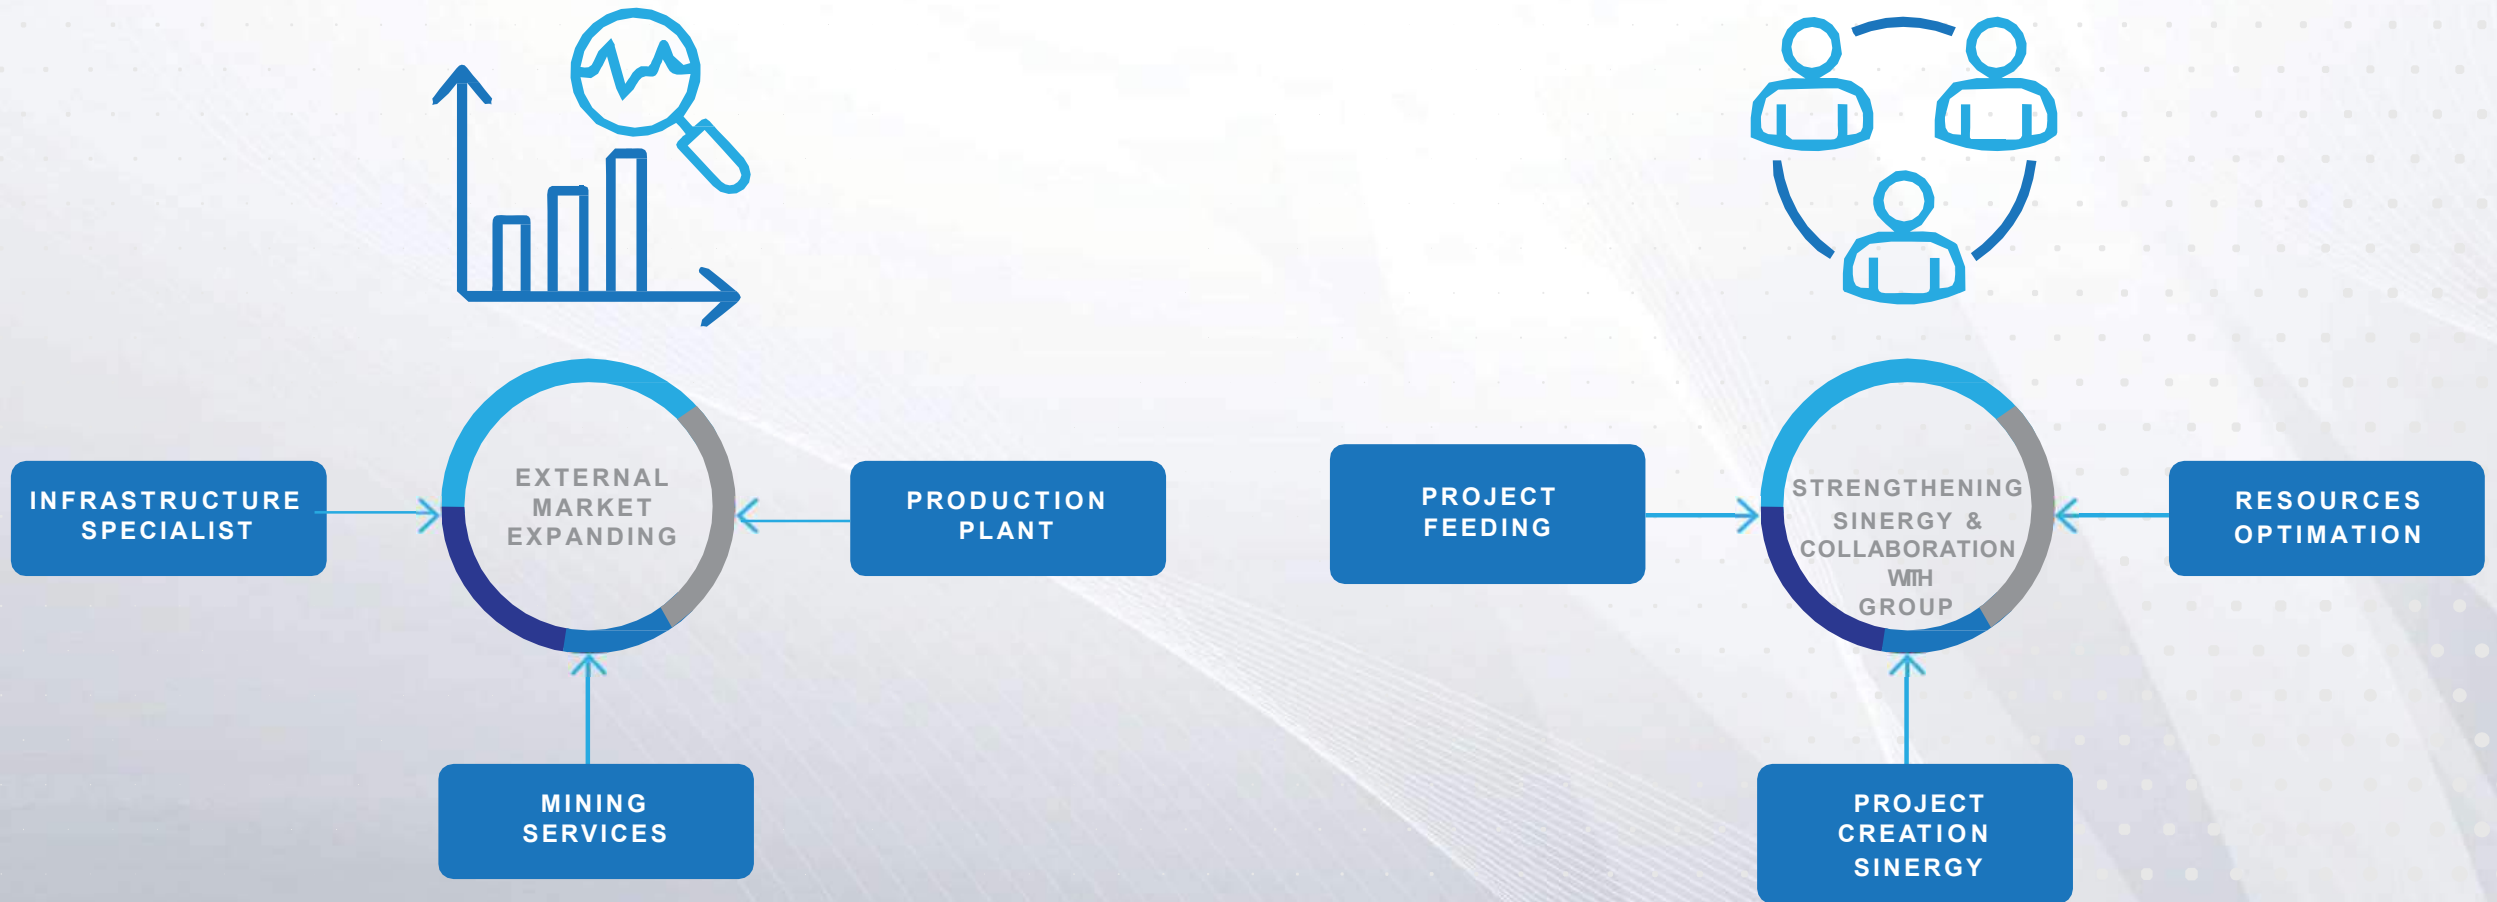 INFRASTRUCTURE
SPECIALIST
EXTERNAL
MARKET
EXPANDING
PRODUCTION
PLANT
MINING
SERVICES
PROJECT
FEEDING
STRENGTHENING
SINERGY &
COLLABORATION
WITH
GROUP
RESOURCES
OPTIMATION
PROJECT
CREATION
SINERGY